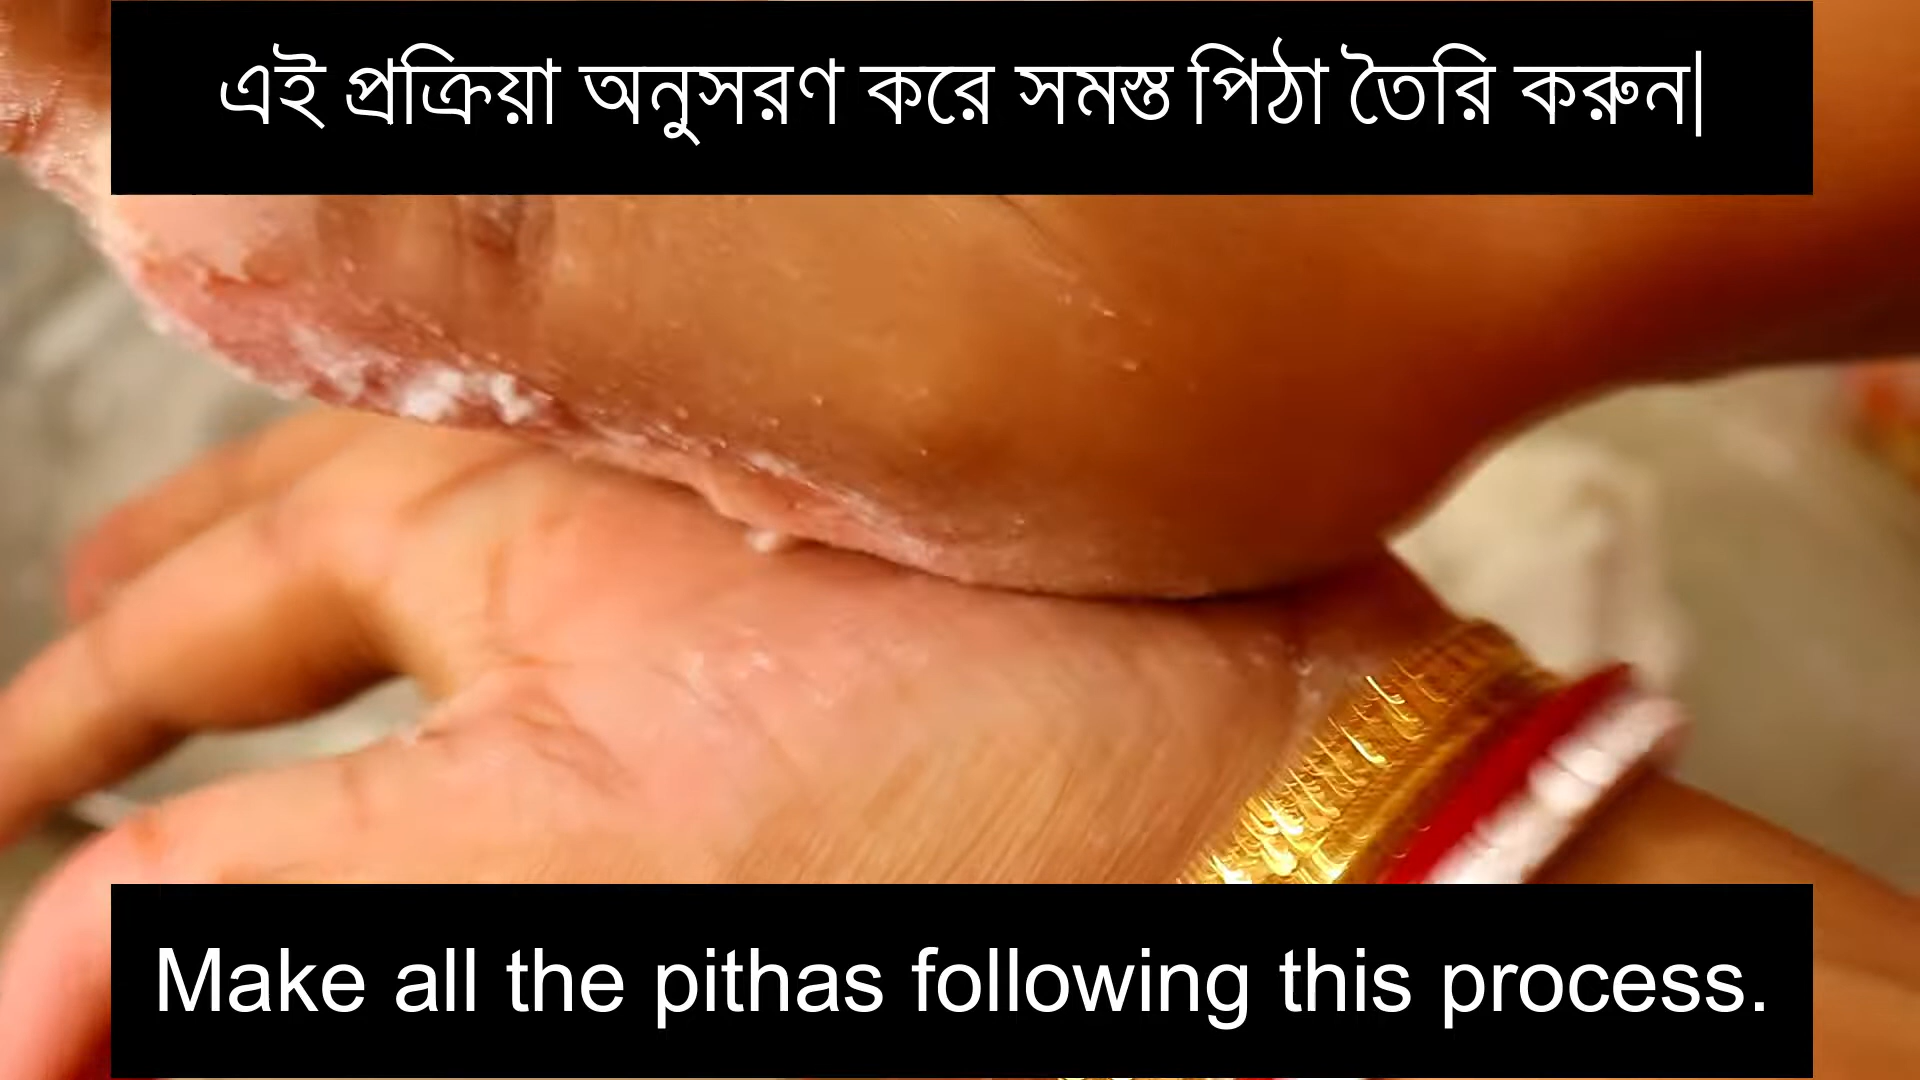 এই প্রক্রিয়া অনুসরণ করে সমস্ত পিঠা তৈরি করুন|
Make all the pithas following this process.